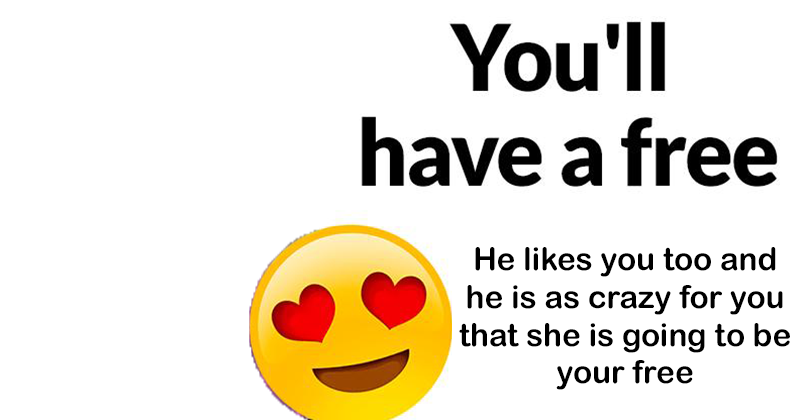 You'll
have a free
He likes you too and
he is as crazy for you
that she is going to be
your free